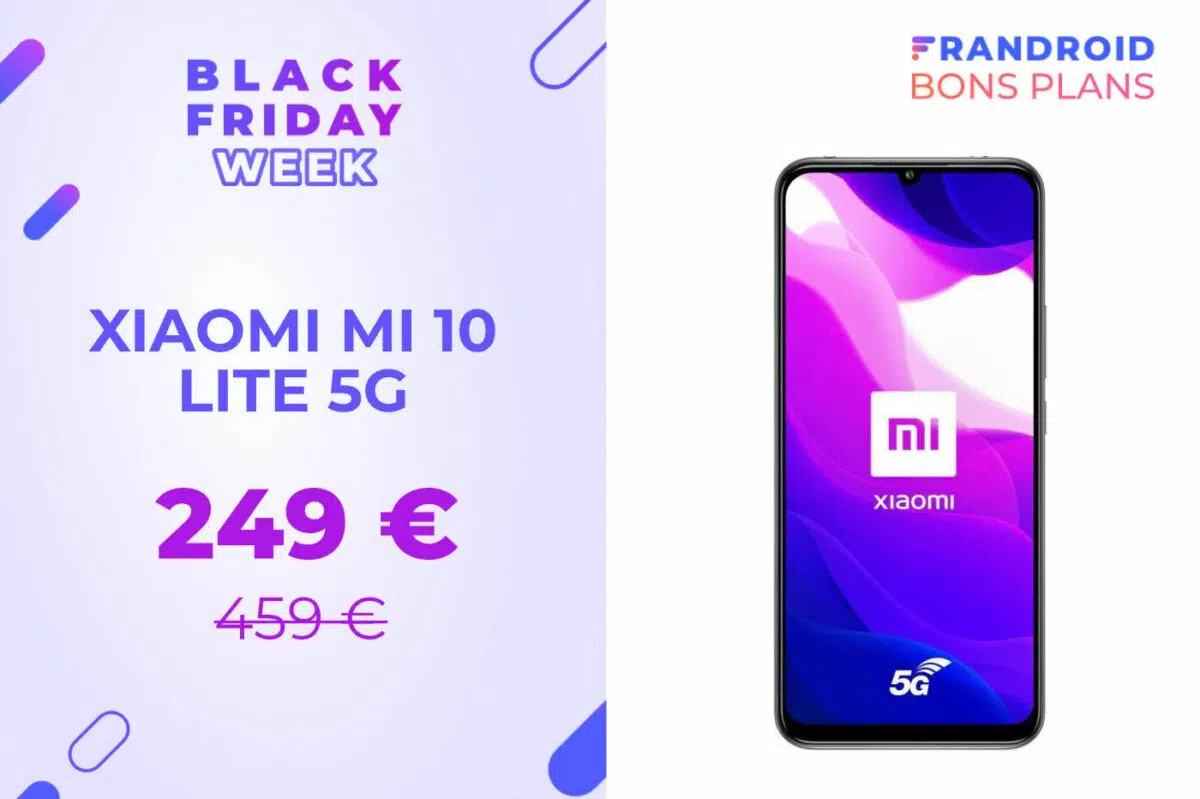 BLACK
FRIDAY
WEEK
XIAOMI MI 10
LITE 5G
249 €
459 €
FRANDROID
BONS PLANS
mi
xiaomi
5G